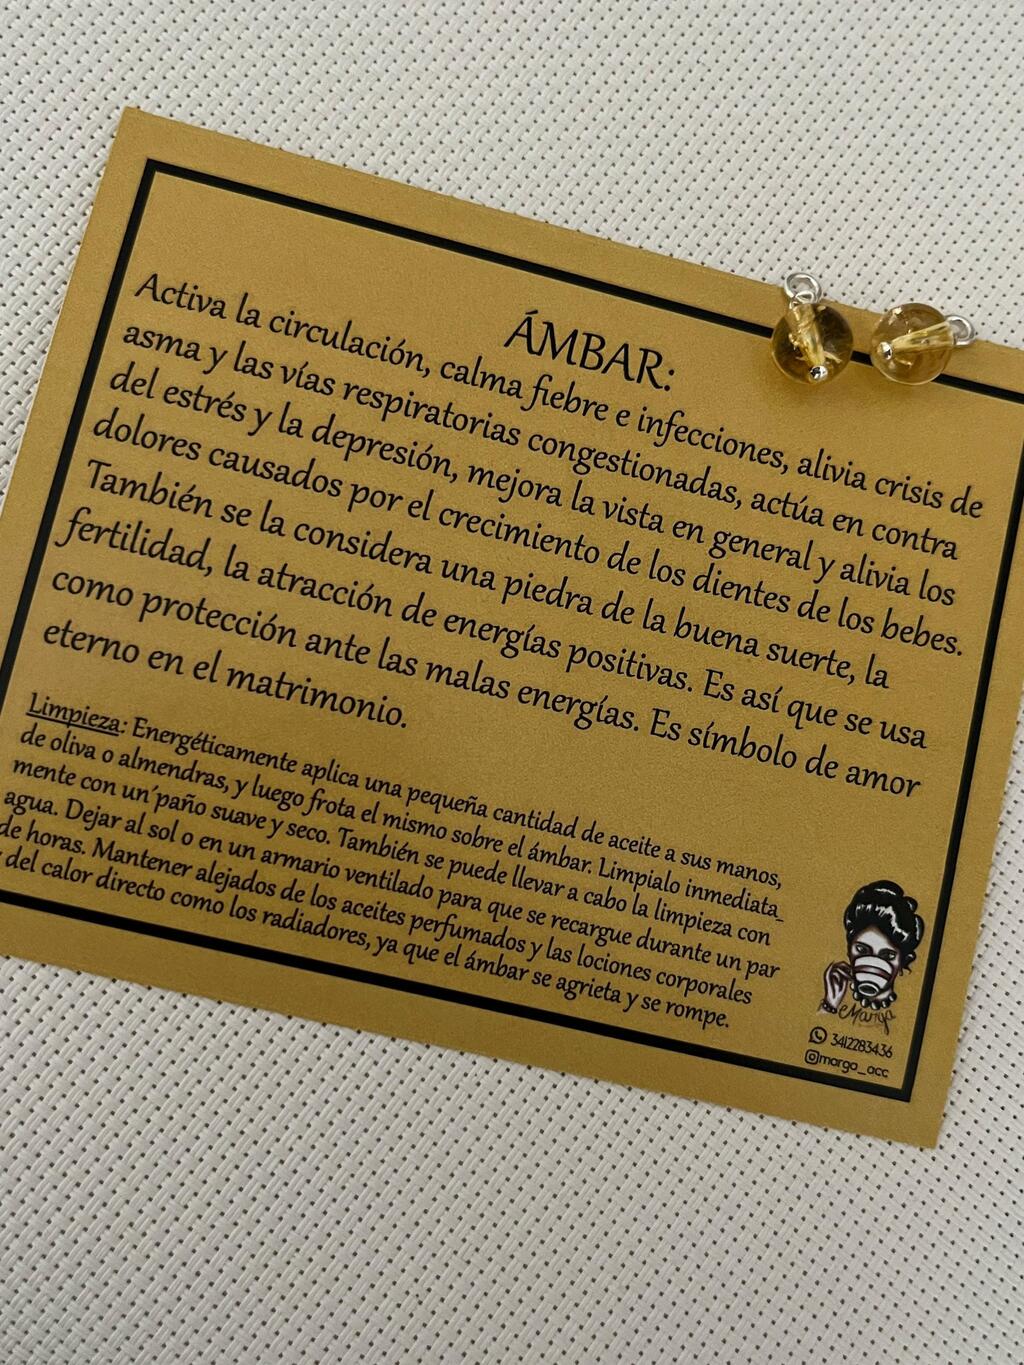 ÁMBAR:
Activa la circulación, calma fiebre e infecciones, alivia crisis de
asma y las vías respiratorias congestionadas, actúa en contra
del estrés y la depresión, mejora la vista en general y alivia los
dolores causados por el crecimiento de los dientes de los bebes.
También se la considera una piedra de la buena suerte, la
fertilidad, la atracción de energías positivas. Es así que se usa
como protección ante las malas energías. Es símbolo de amor
eterno en el matrimonio.
Limpieza: Energéticamente aplica una pequeña cantidad de aceite a sus manos,
de oliva o almendras, y luego frota el mismo sobre el ámbar. Limpialo inmediata_
mente con un´paño suave y seco. También se puede llevar a cabo la limpieza con
agua. Dejar al sol o en un armario ventilado para que se recargue durante un par
de horas. Mantener alejados de los aceites perfumados y las lociones corporales
y del calor directo como los radiadores, ya que el ámbar se agrieta y se rompe.
Marga
3412283436
marga_acc